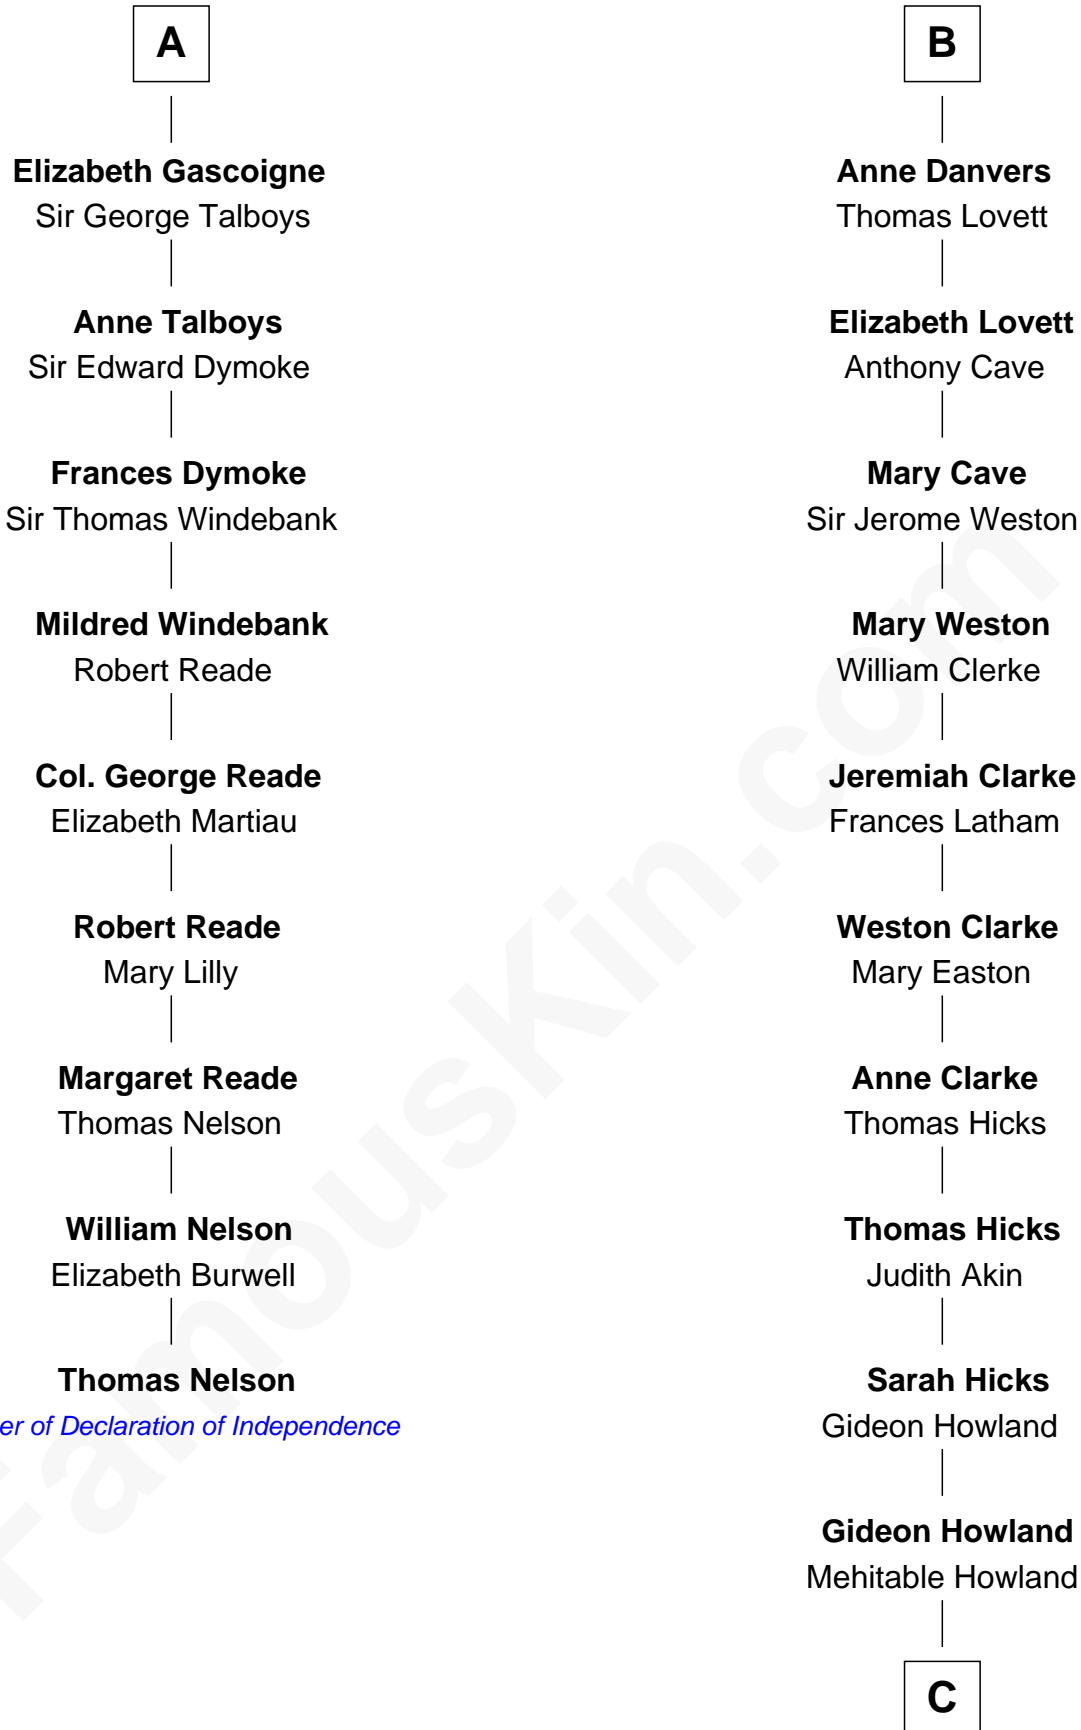 A
Elizabeth Gascoigne
Sir George Talboys
Anne Talboys
Sir Edward Dymoke
Frances Dymoke
Sir Thomas Windebank
Mildred Windebank
Robert Reade
Col. George Reade
Elizabeth Martiau
Robert Reade
Mary Lilly
Margaret Reade
Thomas Nelson
William Nelson
Elizabeth Burwell
Thomas Nelson
er of Declaration of Independence
B
Anne Danvers
Thomas Lovett
Elizabeth Lovett
Anthony Cave
Mary Cave
Sir Jerome Weston
Mary Weston
William Clerke
Jeremiah Clarke
Frances Latham
Weston Clarke
Mary Easton
Anne Clarke
Thomas Hicks
Thomas Hicks
Judith Akin
Sarah Hicks
Gideon Howland
Gideon Howland
Mehitable Howland
C
FamousKin.com